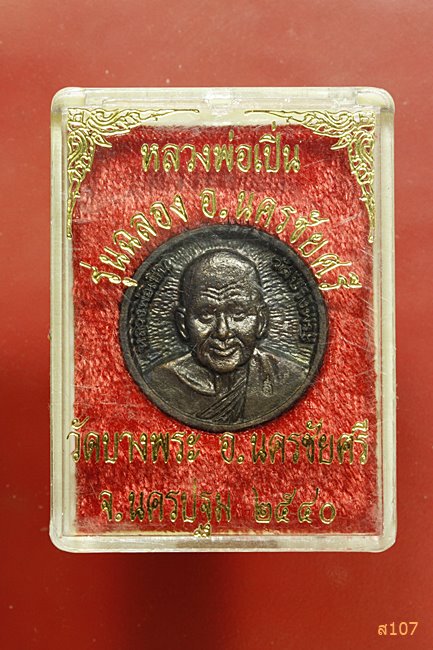 หลวงพ่อเปิ่น
รุ่นฉลอง อ.นครชัยศรี
วัดบางพระ อ.นครชัยศรี
จ.นครปฐม ๒๕๔๐
ส107